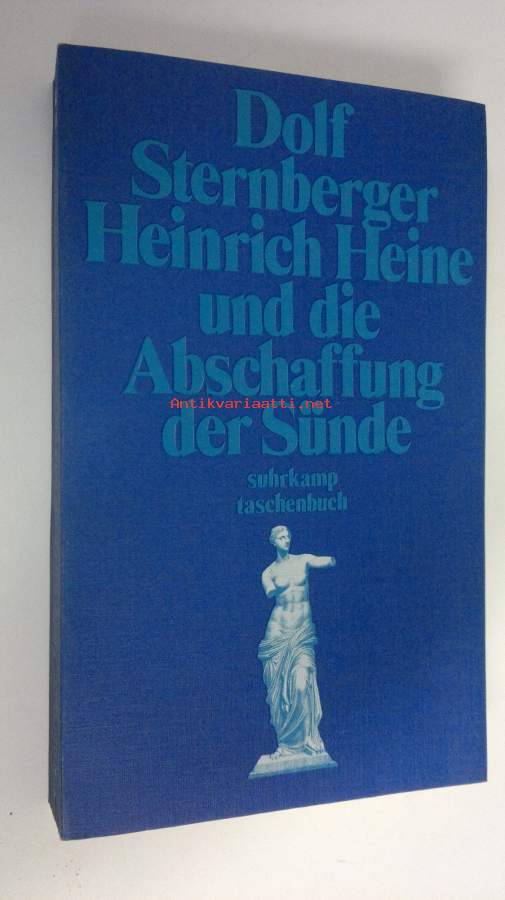 Dolf
Sternberger
Heinrich Heine
und die
Abschaffung
Antikvariaatti.net
der Sünde
suhrkamp
taschenbuch